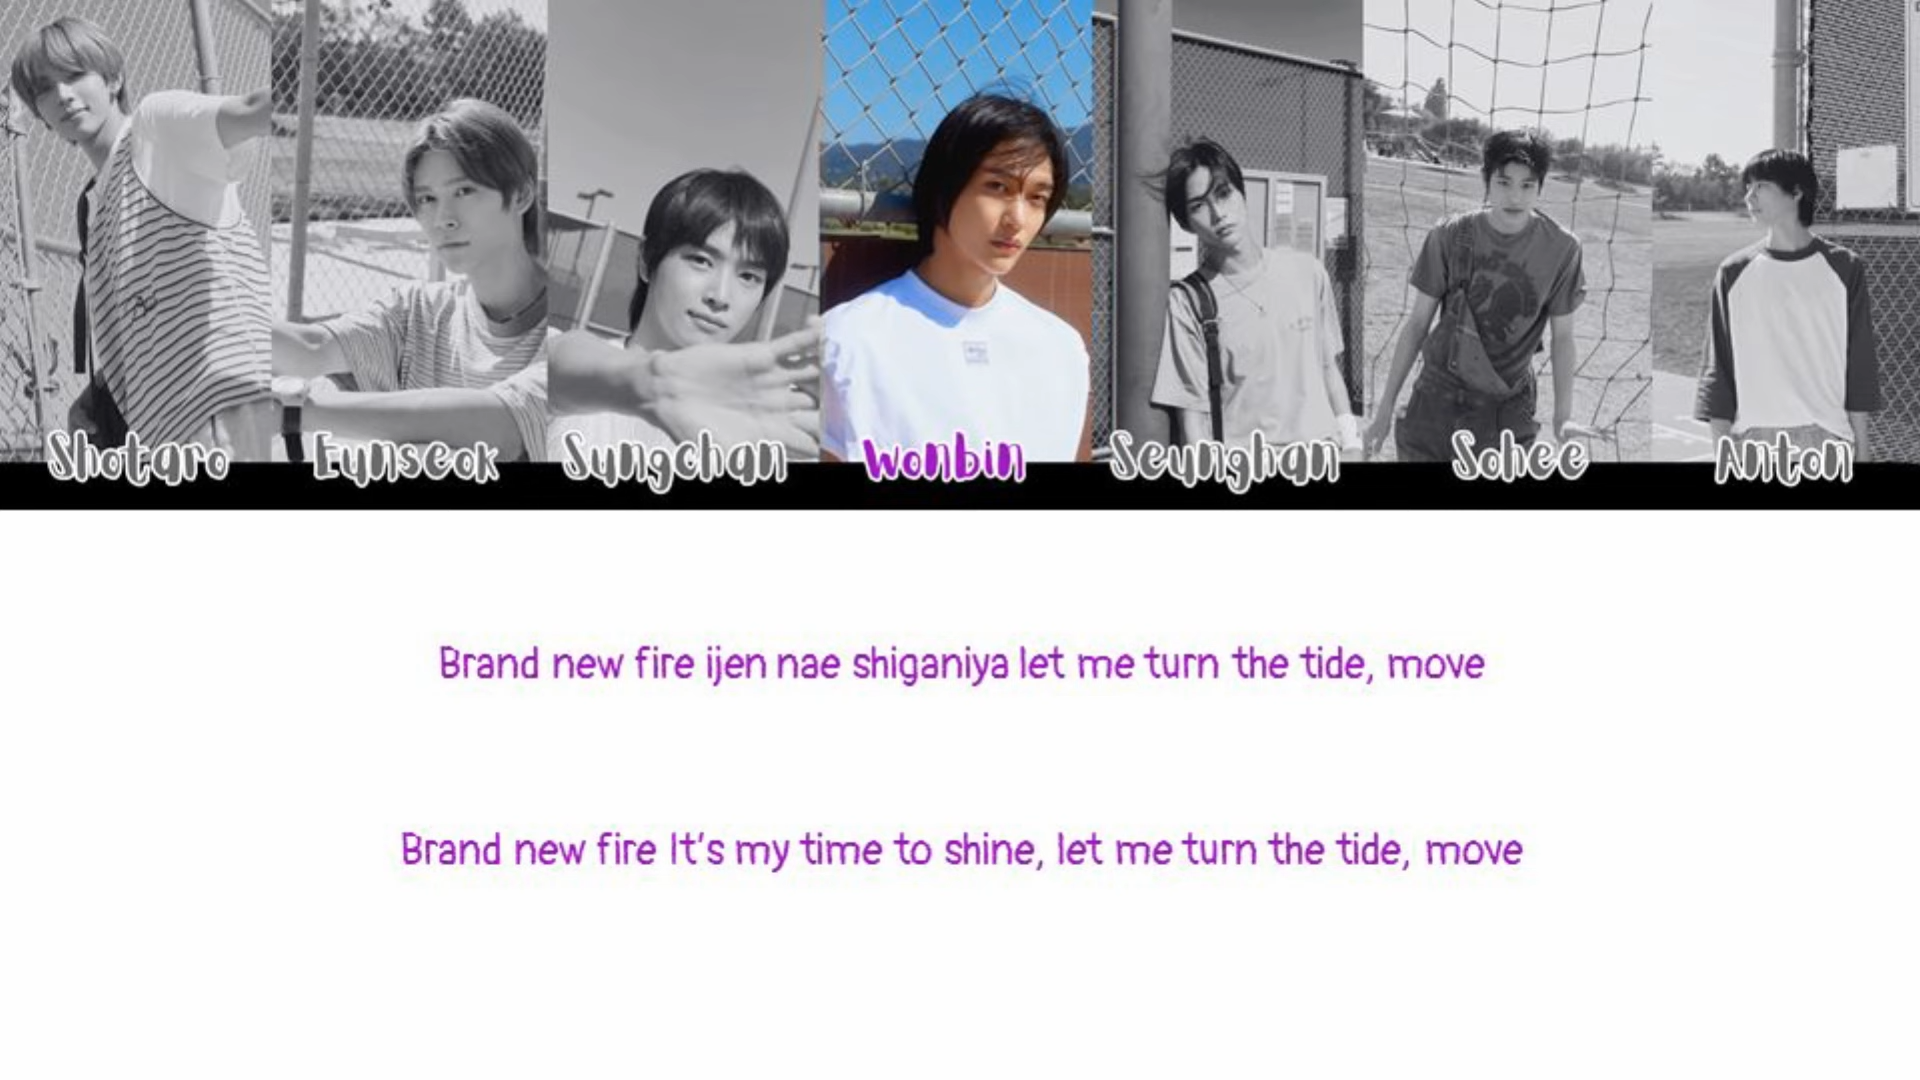 Shotaro Eunseok Sungchan Wonbin Seunghan Sohee Anton
Brand new fire ijen nae shiganiya let me turn the tide, move
Brand new fire It's my time to shine, let me turn the tide, move